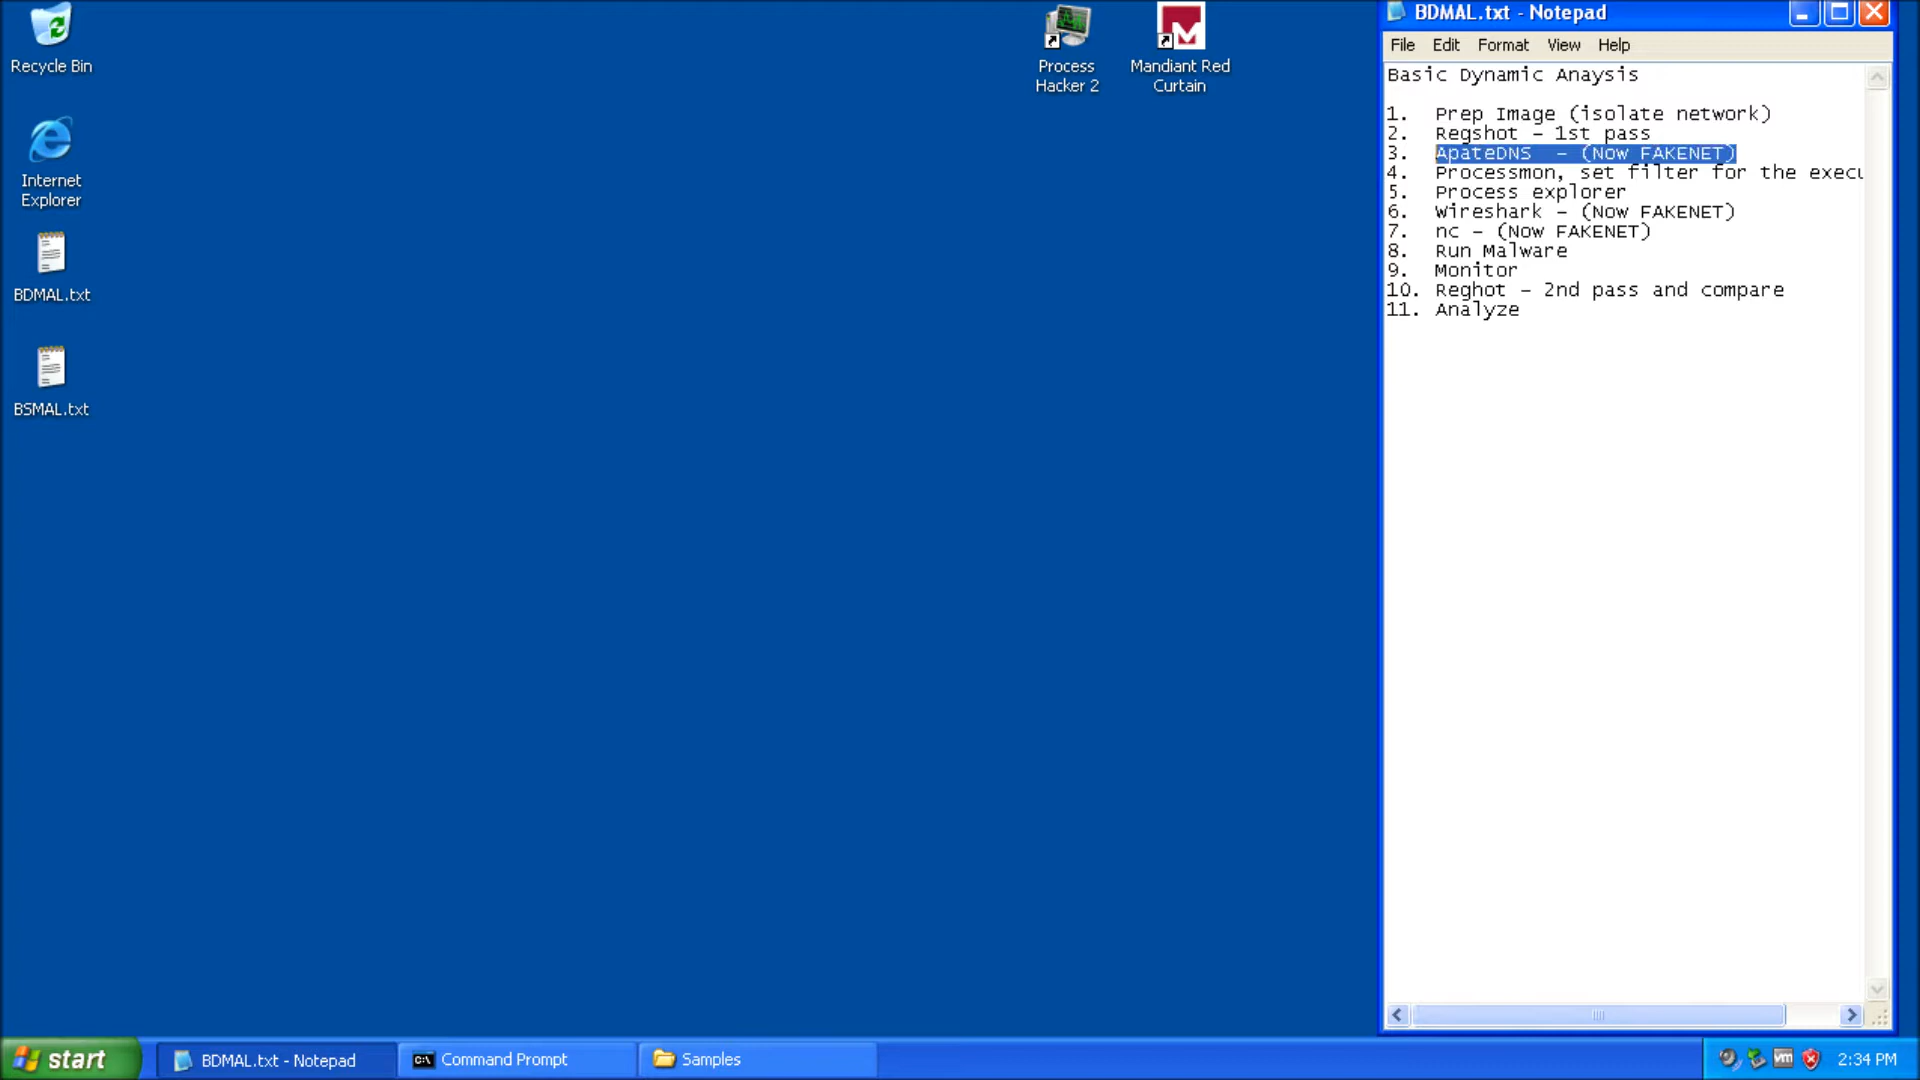 Recycle Bin
Internet
Explorer
BDMAL.txt
BSMAL.txt
Process
Hacker 2
Mandiant Red
Curtain
BDMAL.txt - Notepad
File Edit Format View Help
Basic Dynamic Anaysis
1. Prep Image (isolate network)
2. Regshot - 1st pass
3. ApateDNS - (Now FAKENET)
4. Processmon, set filter for the execu
5. Process explorer
6. Wireshark - (Now FAKENET)
7. nc - (Now FAKENET)
8. Run Malware
9. Monitor
10. Reghot - 2nd pass and compare
11. Analyze
start
BDMAL.txt - Notepad
Command Prompt
Samples
vm
2:34 PM